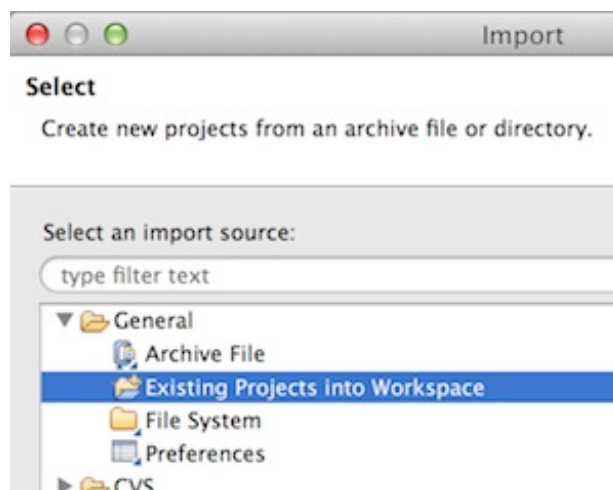 Import
Select
Create new projects from an archive file or directory.
Select an import source:
type filter text
General
Archive File
Existing Projects into Workspace
File System
Preferences
CVS